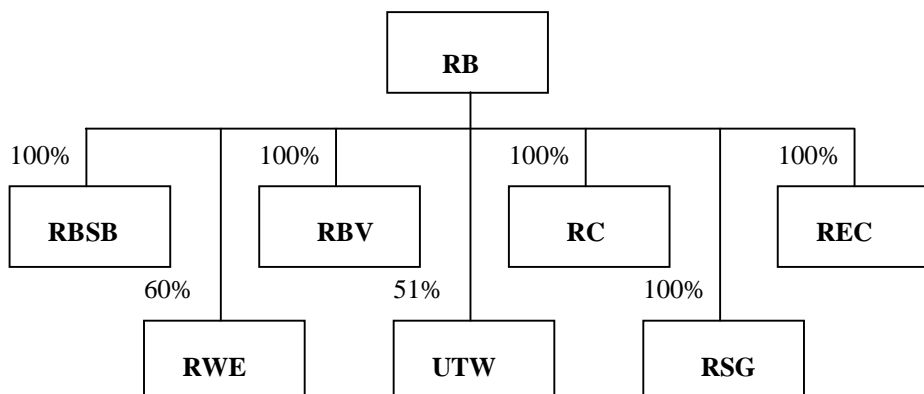 RB
100% 100% 100% 100%
RBSB RBV RC REC
60% 51% 100%
RWE UTW RSG